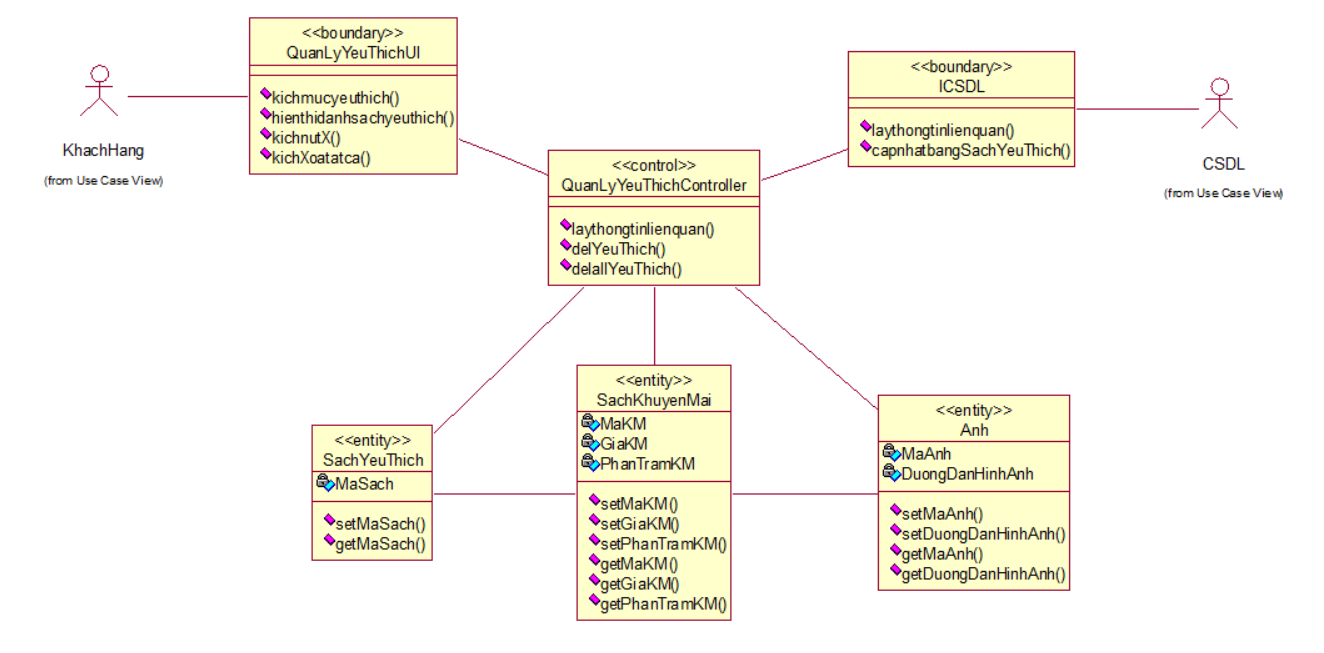 <<boundary>>
QuanLyYeuThichUI
kichmucyeuthich()
hienthidanhsachyeuthich()
kichnutX()
kichXoatatca()
KhachHang
(from Use Case View)
<<boundary>>
ICSDL
laythongtinlienquan()
capnhatbangSachYeuThich()
CSDL
(from Use Case View)
<<control>>
QuanLyYeuThichController
laythongtinlienquan()
delYeuThich()
delallYeuThich()
<<entity>>
SachYeuThich
MaSach
setMaSach()
getMaSach()
<<entity>>
SachKhuyenMai
MaKM
GiaKM
PhanTramKM
setMaKM()
setGiaKM()
setPhanTramKM()
getMaKM()
getGiaKM()
getPhanTramKM()
<<entity>>
Anh
MaAnh
DuongDanHinhAnh
setMaAnh()
setDuongDanHinhAnh()
getMaAnh()
getDuongDanHinhAnh()